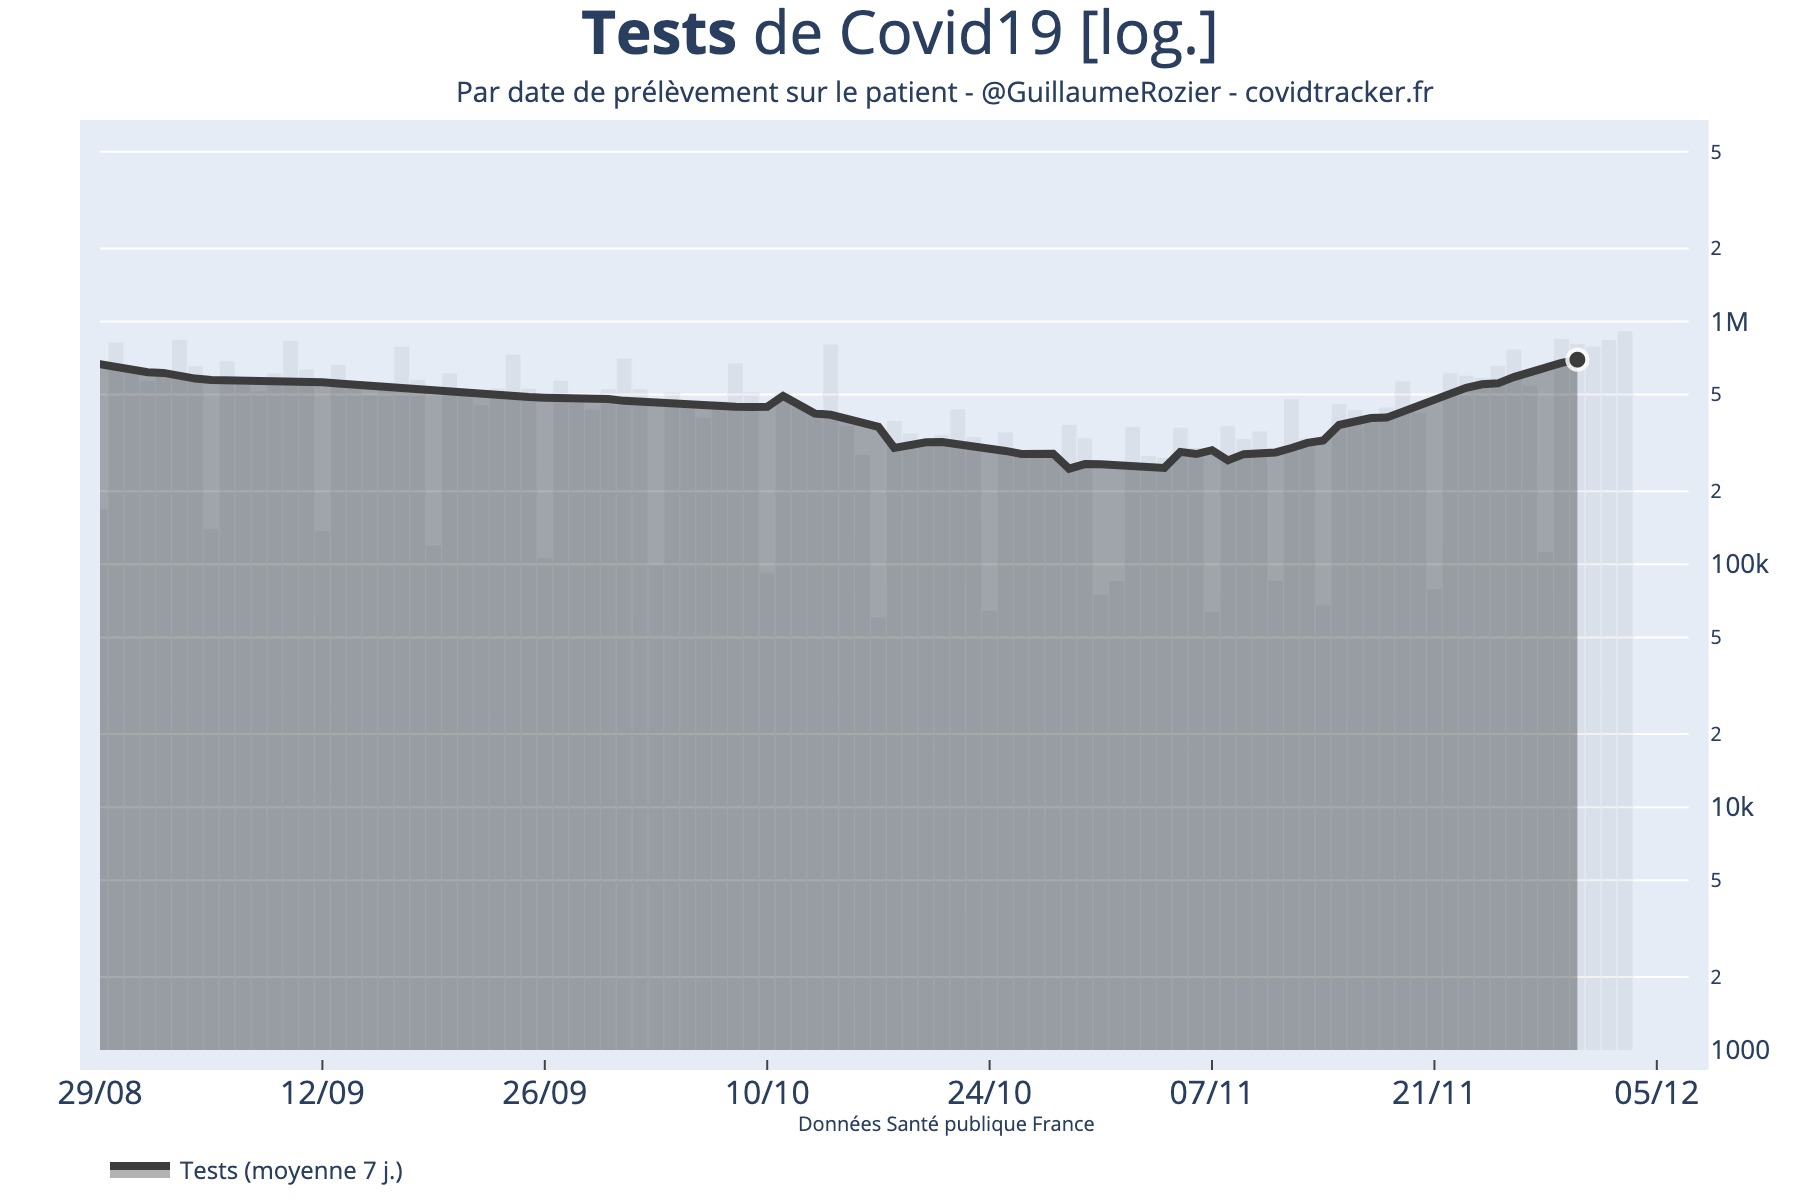 Tests de Covid19 [log.]
Par date de prélèvement sur le patient - @GuillaumeRozier - covidtracker.fr
5
2
1M
5
2
100k
5
2
10k
5
2
1000
29/08 12/09 26/09 10/10 24/10 07/11 21/11 05/12
Données Santé publique France
Tests (moyenne 7 j.)